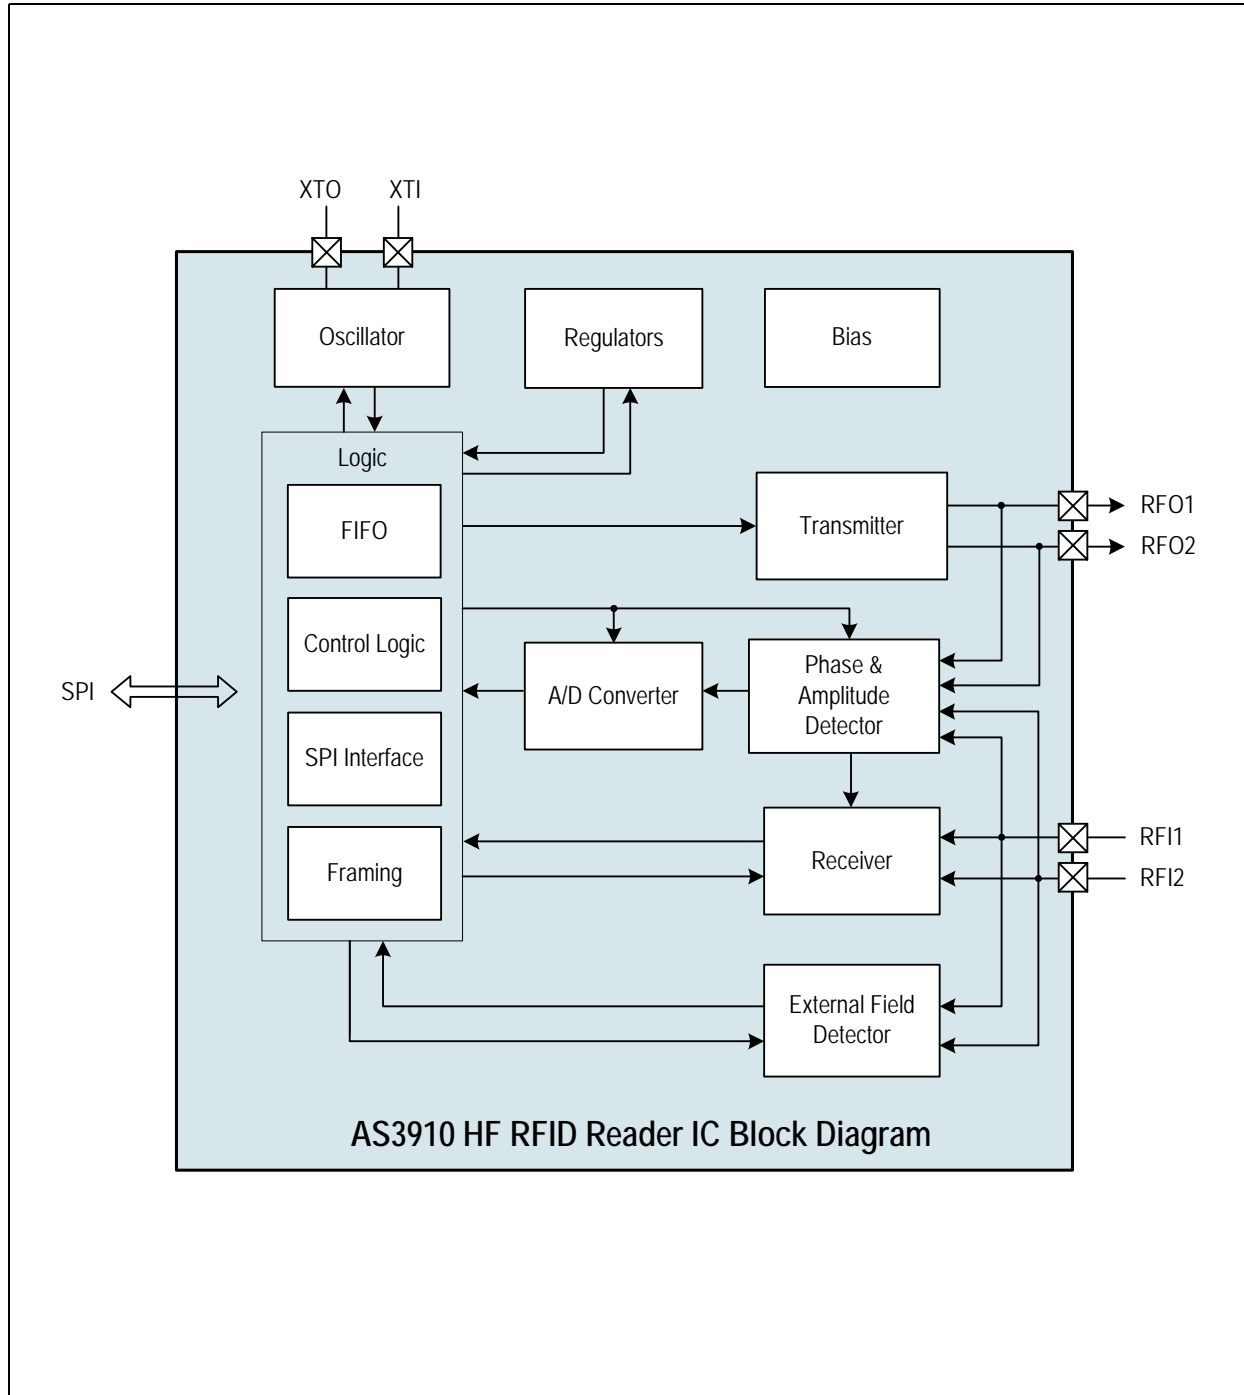 XTO
XTI
Oscillator
Regulators
Bias
Logic
FIFO
Transmitter
RFO1
RFO2
Control Logic
A/D Converter
Phase &
Amplitude
Detector
SPI
SPI Interface
Framing
Receiver
RFI1
RFI2
External Field
Detector
AS3910 HF RFID Reader IC Block Diagram